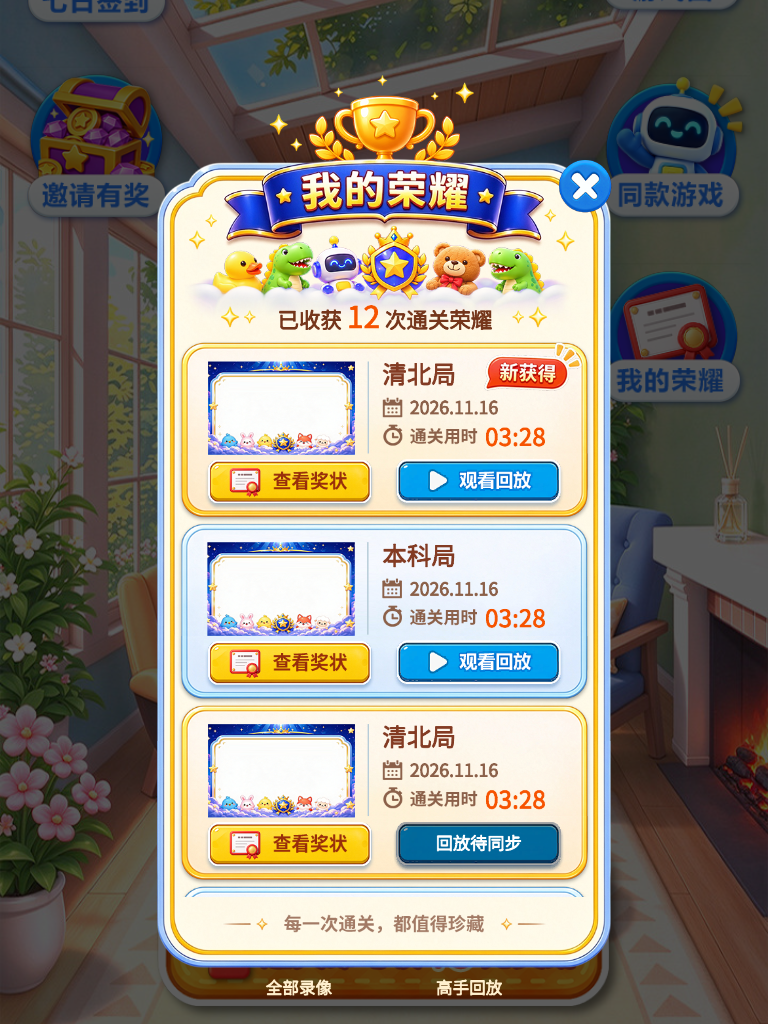 七日签到
邀请有奖
同款游戏
我的荣耀
我的荣耀
已收获 12 次通关荣耀
清北局
新获得
2026.11.16
通关用时 03:28
查看奖状
观看回放
本科局
2026.11.16
通关用时 03:28
查看奖状
观看回放
清北局
2026.11.16
通关用时 03:28
查看奖状
回放待同步
每一次通关，都值得珍藏
全部录像
高手回放